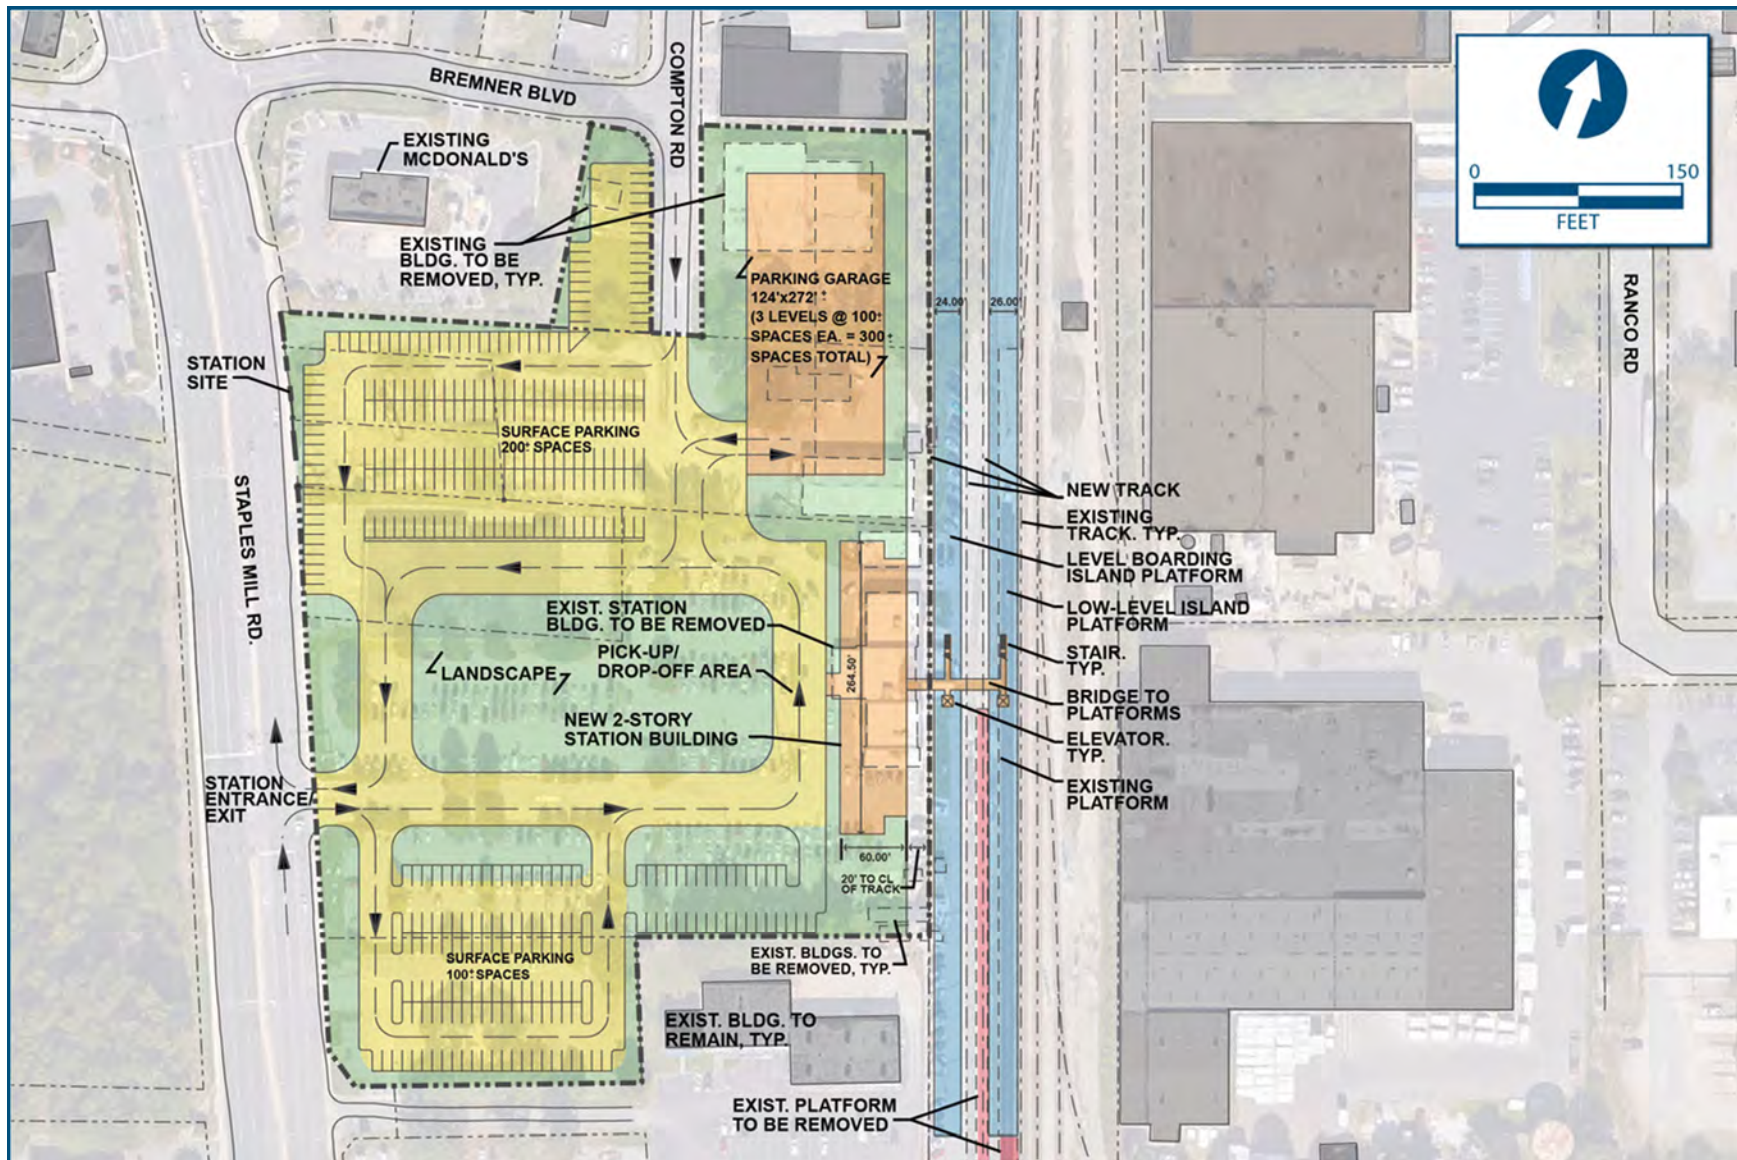 BREMNER BLVD
COMPTON RD
EXISTING
MCDONALD'S
0 150
FEET
EXISTING
BLDG. TO BE
REMOVED, TYP.
PARKING GARAGE
124'x272'±
(3 LEVELS @ 100±
SPACES EA. = 300±
SPACES TOTAL)
24.00'
26.00'
RANCO RD
STATION
SITE
SURFACE PARKING
200± SPACES
STAPLES MILL RD.
NEW TRACK
EXISTING
TRACK. TYP.
LEVEL BOARDING
ISLAND PLATFORM
LOW-LEVEL ISLAND
PLATFORM
STAIR.
TYP.
BRIDGE TO
PLATFORMS
ELEVATOR.
TYP.
EXISTING
PLATFORM
EXIST. STATION
BLDG. TO BE REMOVED
PICK-UP/
DROP-OFF AREA
LANDSCAPE
264.50'
NEW 2-STORY
STATION BUILDING
STATION
ENTRANCE/
EXIT
60.00'
20' TO CL
OF TRACK
SURFACE PARKING
100± SPACES
EXIST. BLDGS. TO
BE REMOVED, TYP.
EXIST. BLDG. TO
REMAIN, TYP.
EXIST. PLATFORM
TO BE REMOVED